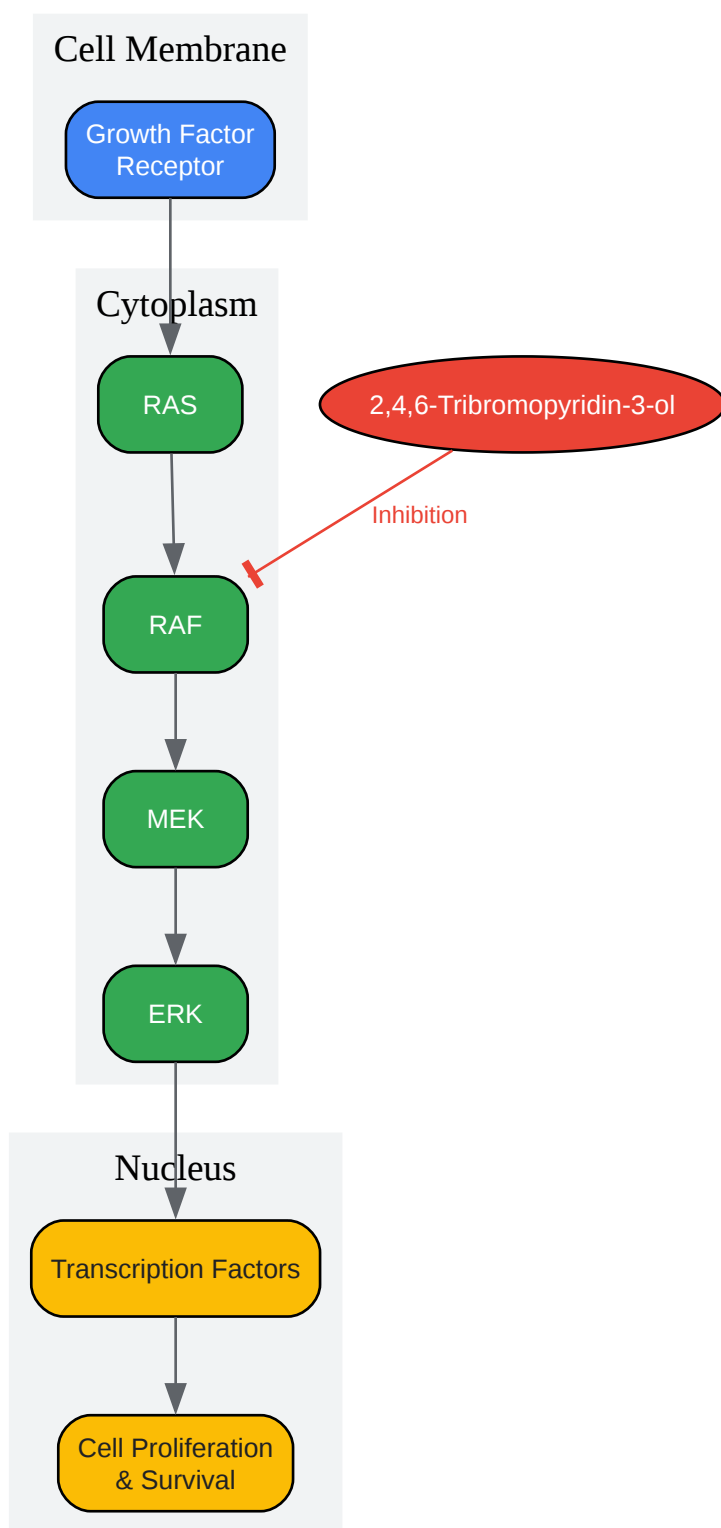 Cell Membrane
Growth Factor
Receptor
Cytoplasm
RAS
2,4,6-Tribromopyridin-3-ol
Inhibition
RAF
MEK
ERK
Nucleus
Transcription Factors
Cell Proliferation
& Survival